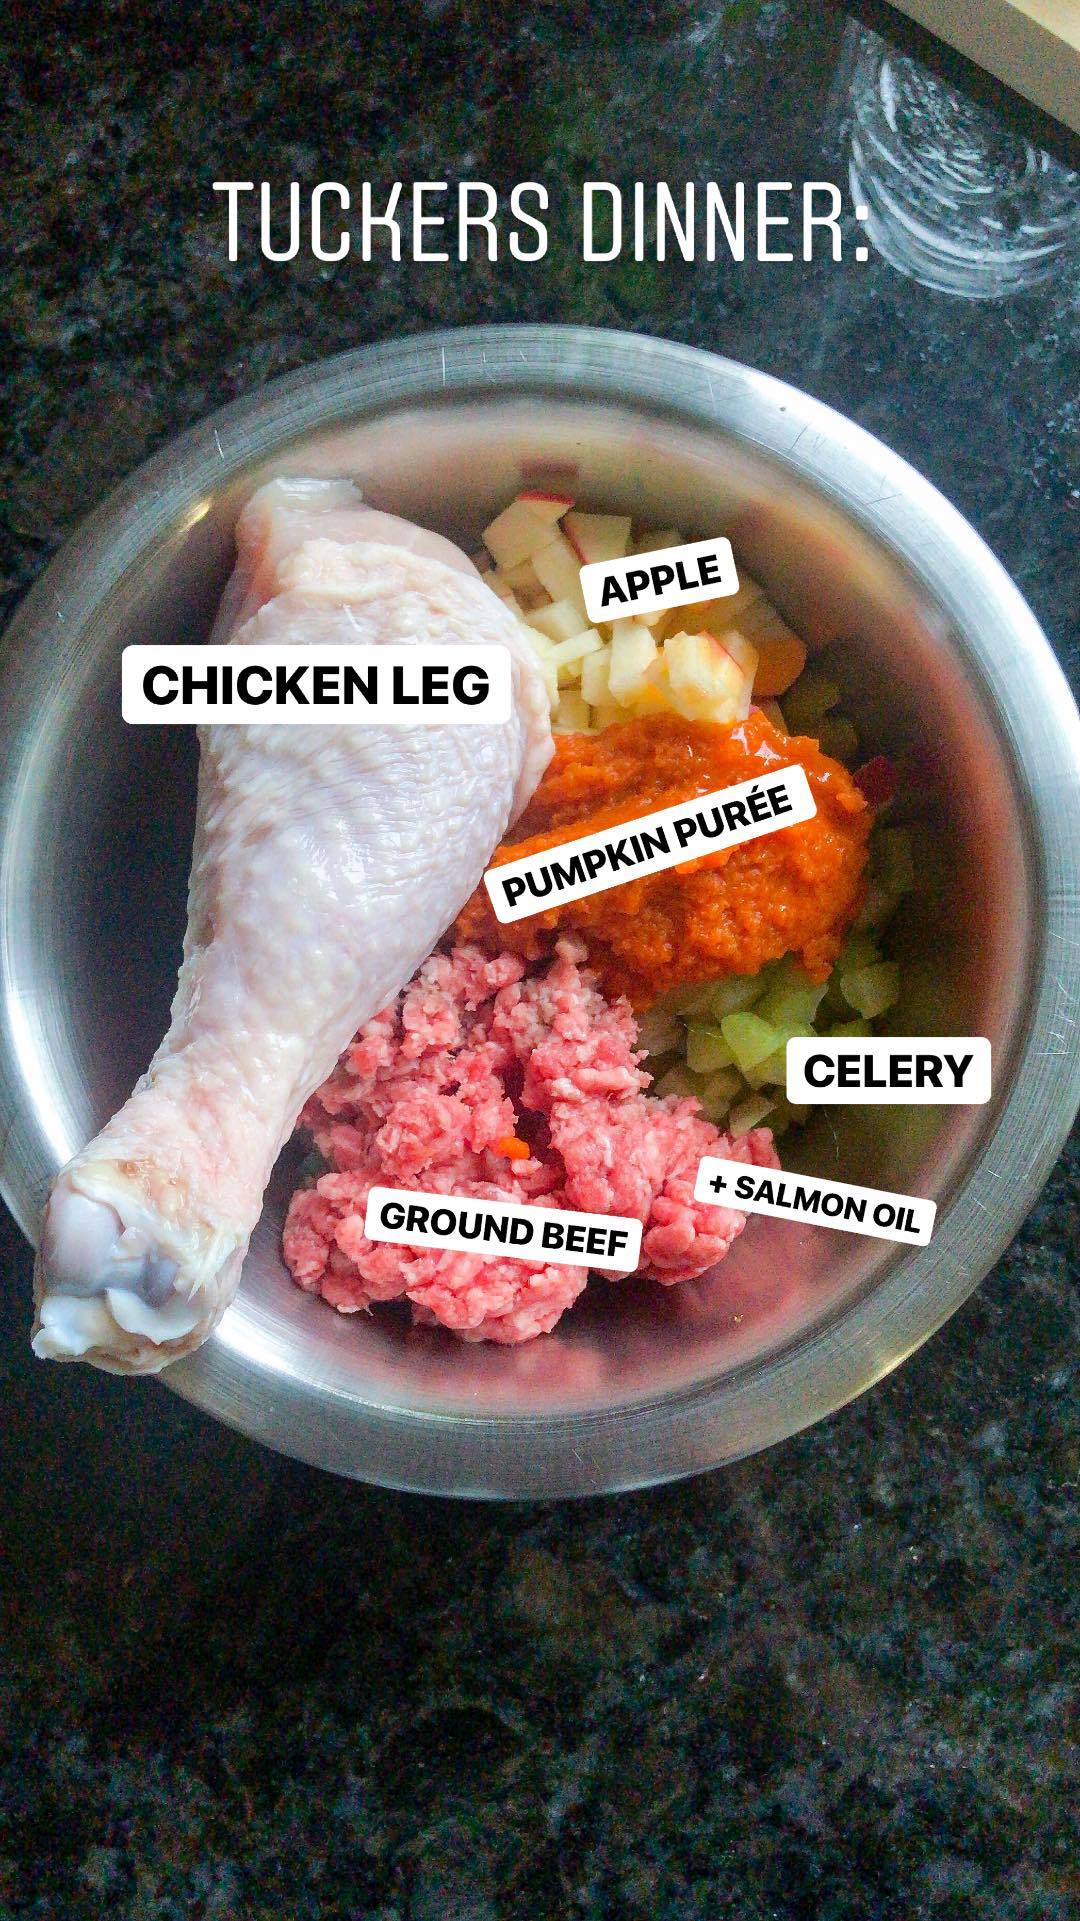 TUCKERS DINNER:
APPLE
CHICKEN LEG
PUMPKIN PURÉE
CELERY
+ SALMON OIL
GROUND BEEF